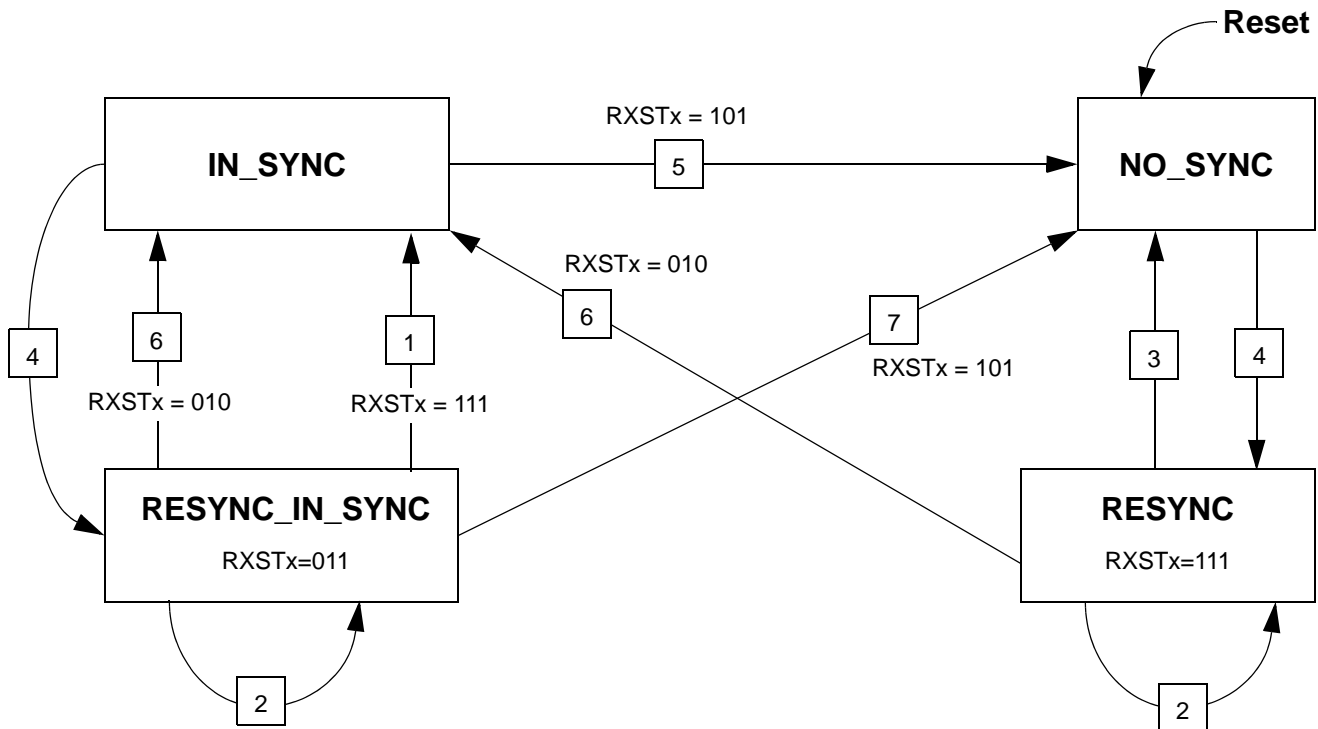 Reset
RXSTx = 101
IN_SYNC
5
NO_SYNC
RXSTx = 010
4
6
1
6
7
3
4
RXSTx = 101
RXSTx = 010
RXSTx = 111
RESYNC_IN_SYNC
RXSTx=011
RESYNC
RXSTx=111
2
2